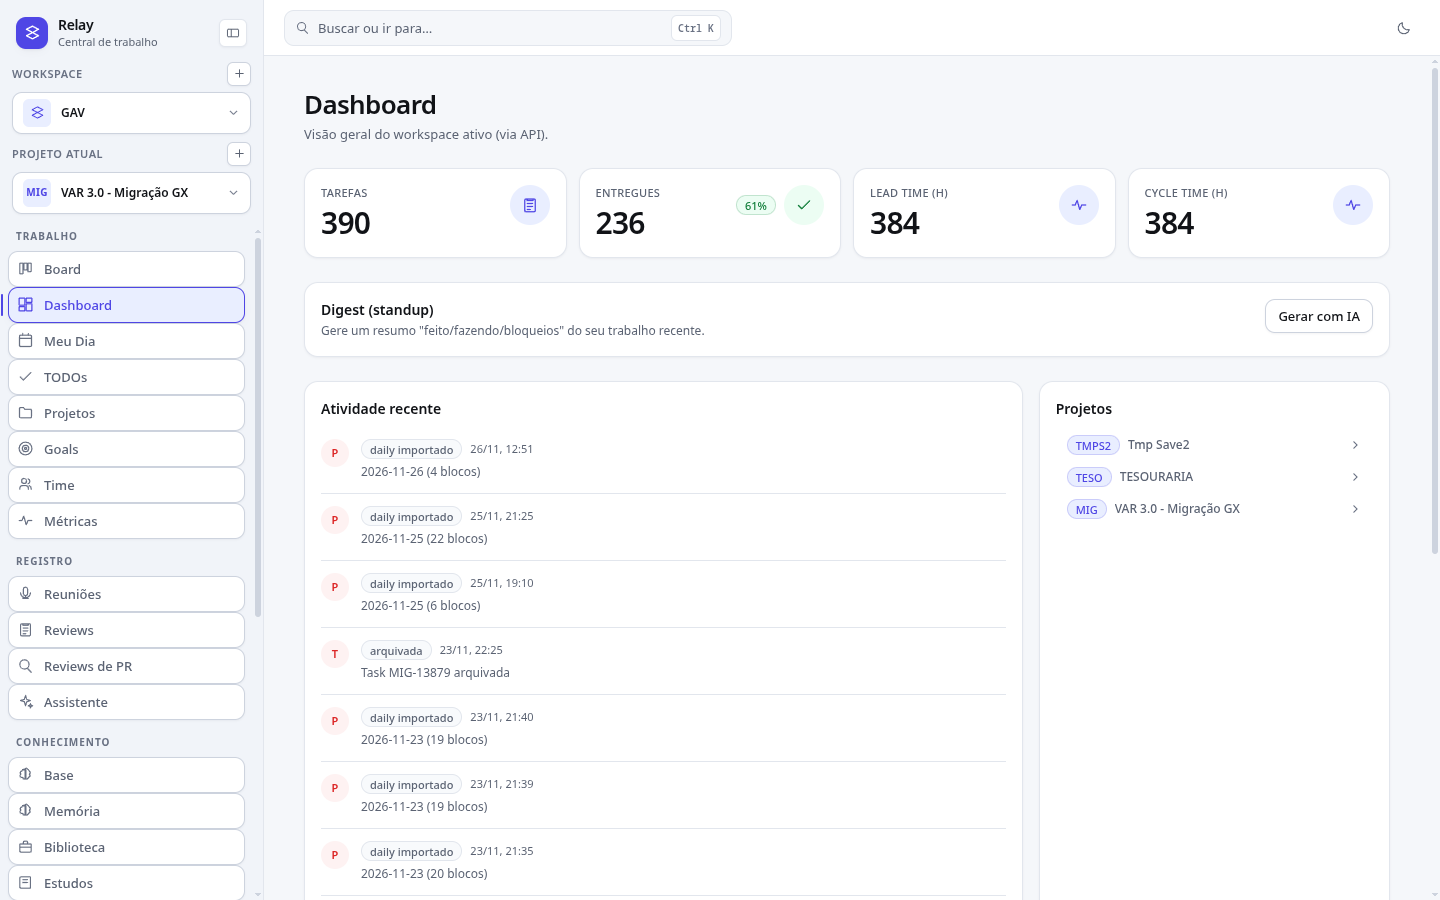 Relay
Central de trabalho
WORKSPACE
GAV
PROJETO ATUAL
MIG VAR 3.0 - Migração GX
TRABALHO
Board
Dashboard
Meu Dia
TODOs
Projetos
Goals
Time
Métricas
REGISTRO
Reuniões
Reviews
Reviews de PR
Assistente
CONHECIMENTO
Base
Memória
Biblioteca
Estudos
Buscar ou ir para...
Ctrl K
Dashboard
Visão geral do workspace ativo (via API).
TAREFAS
390
ENTREGUES
236
61%
LEAD TIME (H)
384
CYCLE TIME (H)
384
Digest (standup)
Gere um resumo "feito/fazendo/bloqueios" do seu trabalho recente.
Gerar com IA
Atividade recente
P daily importado 26/11, 12:51
2026-11-26 (4 blocos)
P daily importado 25/11, 21:25
2026-11-25 (22 blocos)
P daily importado 25/11, 19:10
2026-11-25 (6 blocos)
T arquivada 23/11, 22:25
Task MIG-13879 arquivada
P daily importado 23/11, 21:40
2026-11-23 (19 blocos)
P daily importado 23/11, 21:39
2026-11-23 (19 blocos)
P daily importado 23/11, 21:35
2026-11-23 (20 blocos)
Projetos
TMPS2 Tmp Save2
TESO TESOURARIA
MIG VAR 3.0 - Migração GX